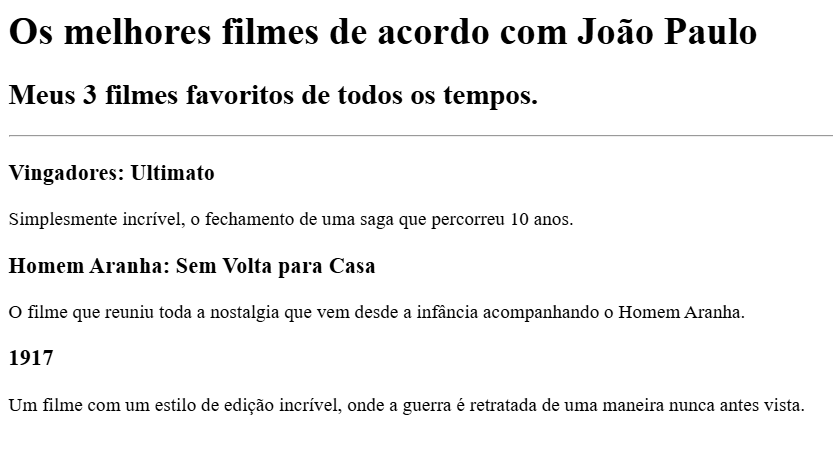 Os melhores filmes de acordo com João Paulo
Meus 3 filmes favoritos de todos os tempos.
Vingadores: Ultimato
Simplesmente incrível, o fechamento de uma saga que percorreu 10 anos.
Homem Aranha: Sem Volta para Casa
O filme que reuniu toda a nostalgia que vem desde a infância acompanhando o Homem Aranha.
1917
Um filme com um estilo de edição incrível, onde a guerra é retratada de uma maneira nunca antes vista.